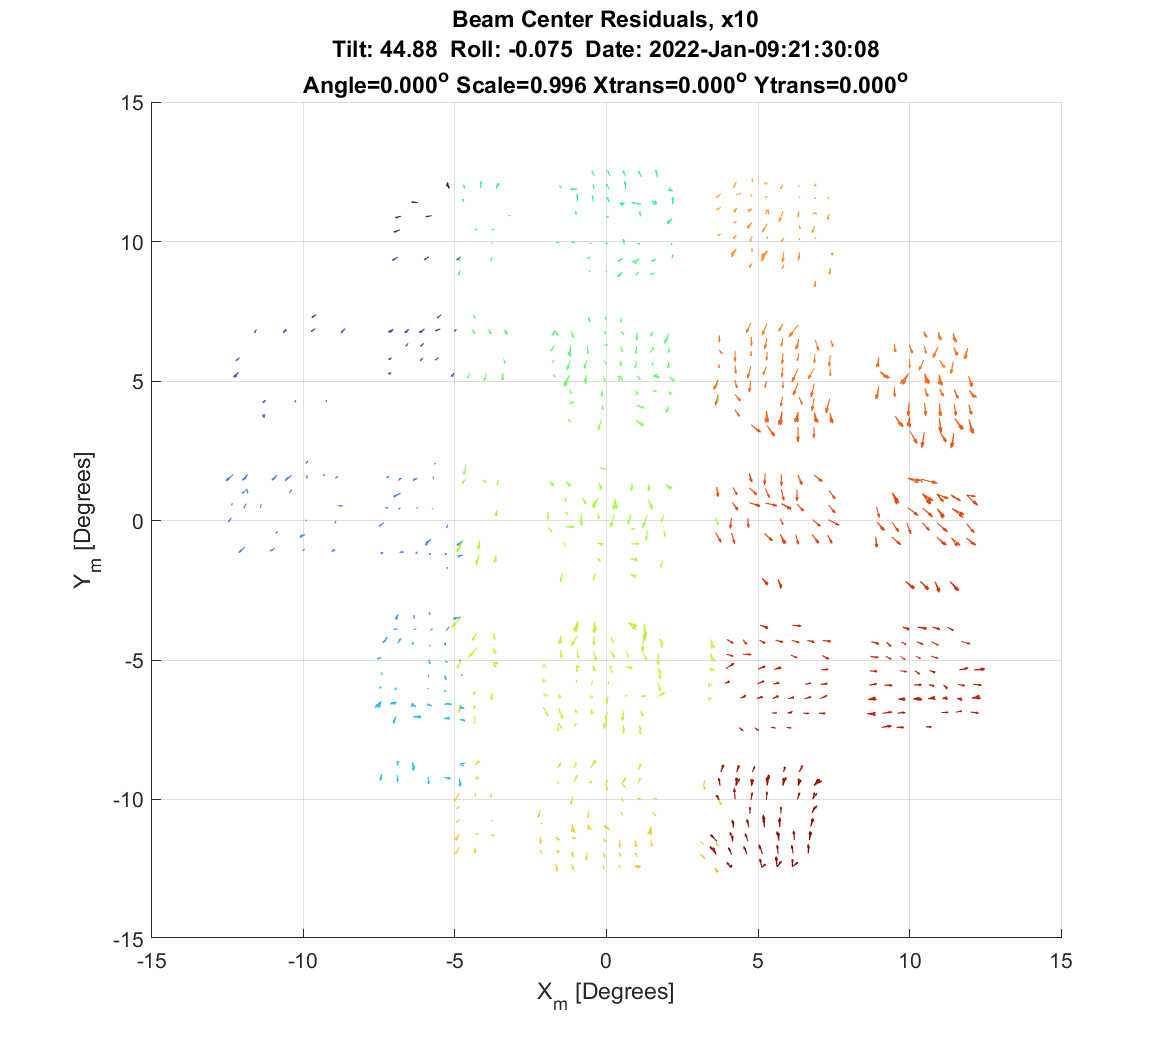 Beam Center Residuals, x10
Tilt: 44.88 Roll: -0.075 Date: 2022-Jan-09:21:30:08
Angle=0.000° Scale=0.996 Xtrans=0.000° Ytrans=0.000°
15
10
5
0
-5
-10
-15
Y_m [Degrees]
-15 -10 -5 0 5 10 15
X_m [Degrees]